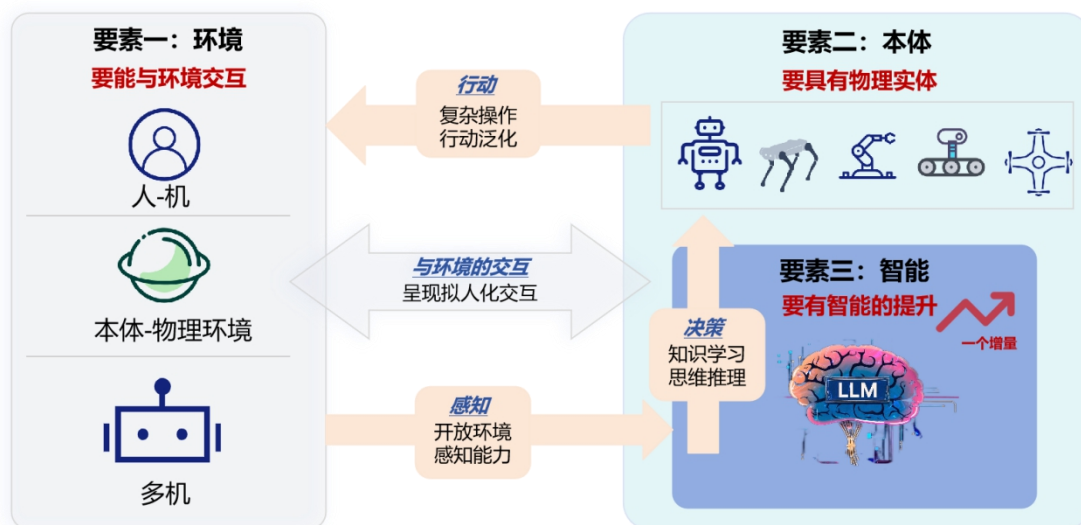 要素一：环境
要能与环境交互
人-机
本体-物理环境
多机
行动
复杂操作
行动泛化
与环境的交互
呈现拟人化交互
感知
开放环境
感知能力
要素二：本体
要具有物理实体
要素三：智能
要有智能的提升
一个增量
决策
知识学习
思维推理
LLM